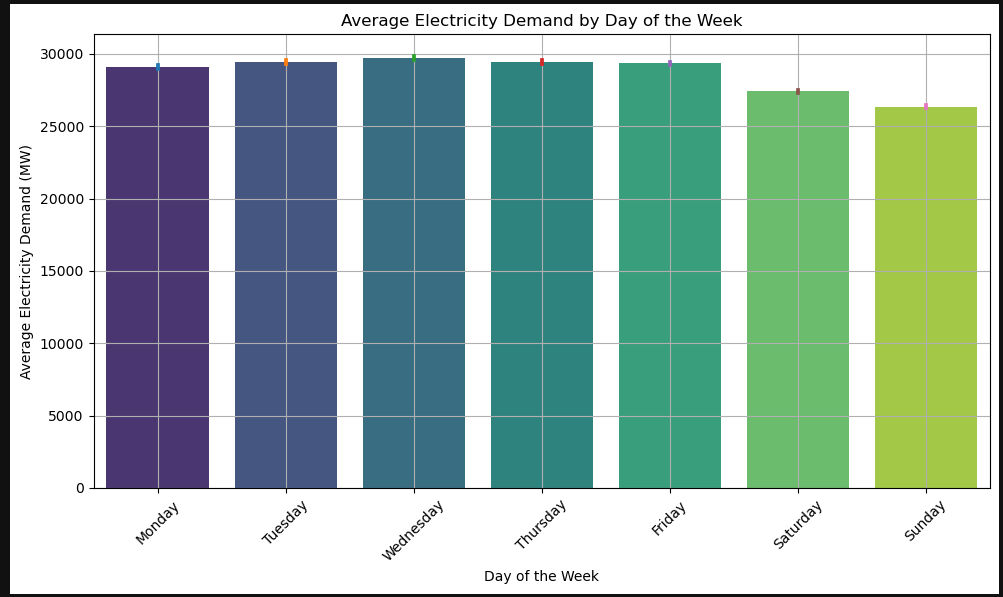 Average Electricity Demand by Day of the Week
Average Electricity Demand (MW)
30000
25000
20000
15000
10000
5000
0
Monday
Tuesday
Wednesday
Thursday
Friday
Saturday
Sunday
Day of the Week